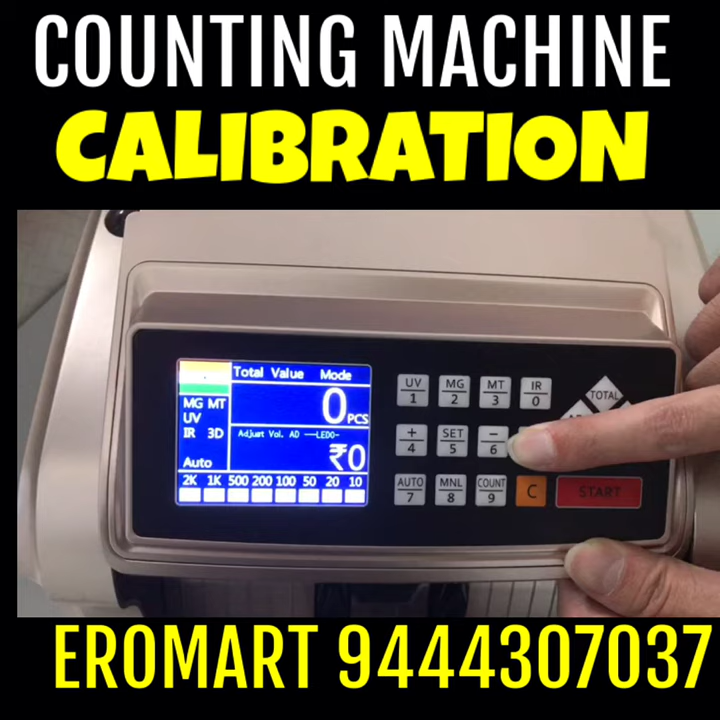 COUNTING MACHINE
CALIBRATION
Total Value Mode
0 PCS
MG MT
UV
IR 3D
Adjust Vol. AD ---LEDO-
₹0
Auto
2K 1K 500 200 100 50 20 10
UV MG MT IR
1 2 3 0
TOTAL
+ SET -
4 5 6
AUTO MNL COUNT
7 8 9
C START
EROMART 9444307037